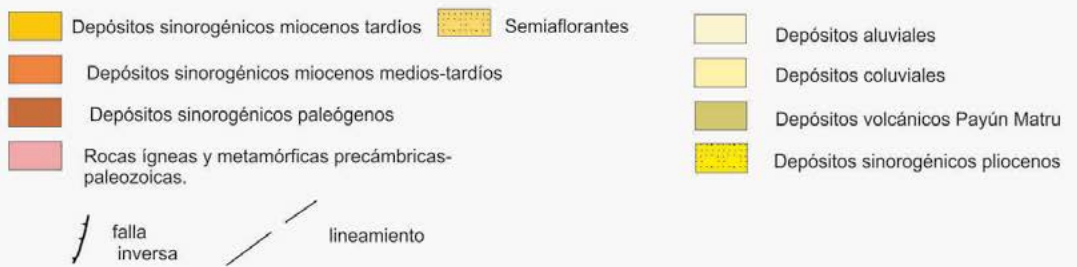 Depósitos sinorogénicos miocenos tardíos
Semiaflorantes
Depósitos sinorogénicos miocenos medios-tardíos
Depósitos sinorogénicos paleógenos
Rocas ígneas y metamórficas precámbricas-
paleozoicas.
falla
inversa
lineamiento
Depósitos aluviales
Depósitos coluviales
Depósitos volcánicos Payún Matru
Depósitos sinorogénicos pliocenos